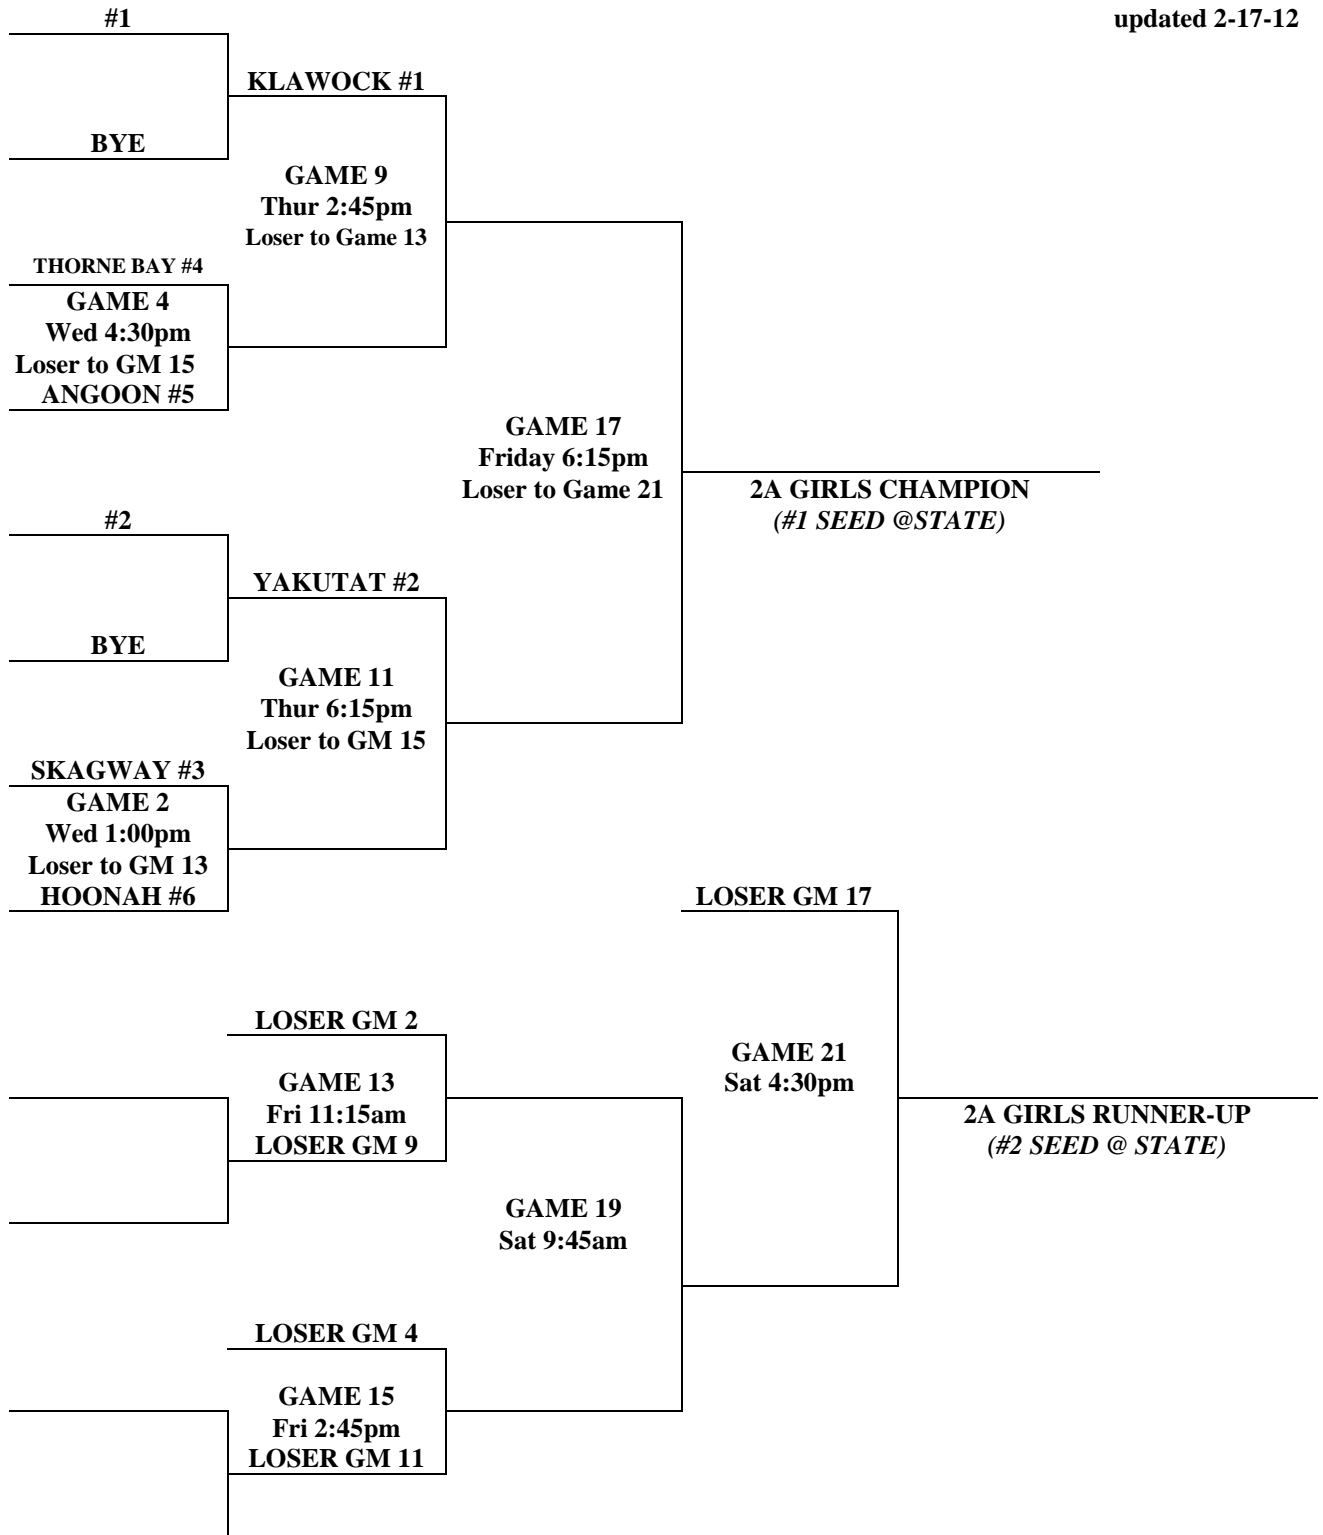 #1
updated 2-17-12
KLAWOCK #1
BYE
GAME 9
Thur 2:45pm
Loser to Game 13
THORNE BAY #4
GAME 4
Wed 4:30pm
Loser to GM 15
ANGOON #5
GAME 17
Friday 6:15pm
Loser to Game 21
2A GIRLS CHAMPION
(#1 SEED @STATE)
#2
YAKUTAT #2
BYE
GAME 11
Thur 6:15pm
Loser to GM 15
SKAGWAY #3
GAME 2
Wed 1:00pm
Loser to GM 13
HOONAH #6
LOSER GM 17
LOSER GM 2
GAME 13
Fri 11:15am
LOSER GM 9
GAME 21
Sat 4:30pm
2A GIRLS RUNNER-UP
(#2 SEED @ STATE)
GAME 19
Sat 9:45am
LOSER GM 4
GAME 15
Fri 2:45pm
LOSER GM 11